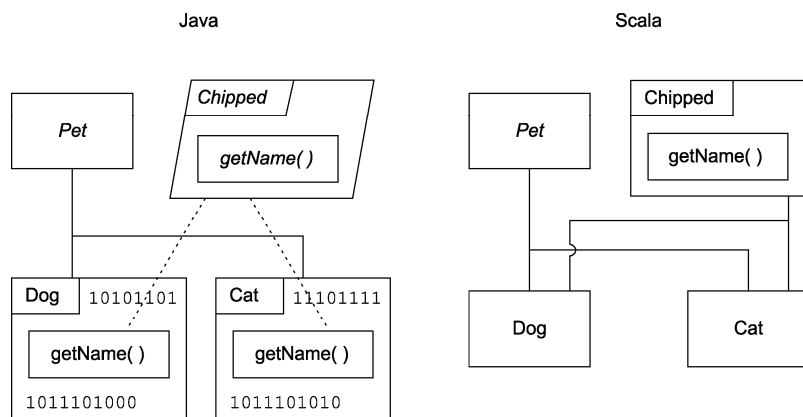 Java
Pet
Chipped
getName( )
Dog
10101101
getName( )
1011101000
Cat
11101111
getName( )
1011101010
Scala
Pet
Chipped
getName( )
Dog
Cat